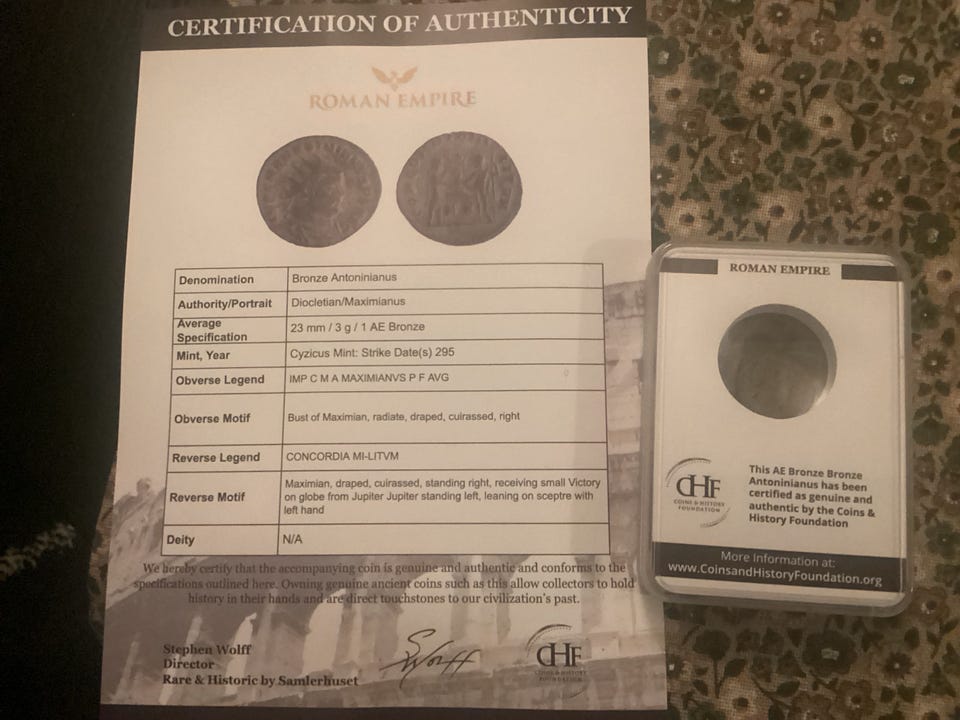 CERTIFICATION OF AUTHENTICITY
ROMAN EMPIRE
Denomination Bronze Antoninianus
Authority/Portrait Diocletian/Maximianus
Average
Specification 23 mm / 3 g / 1 AE Bronze
Mint, Year Cyzicus Mint: Strike Date(s) 295
Obverse Legend IMP C M A MAXIMIANVS P F AVG
Obverse Motif Bust of Maximian, radiate, draped, cuirassed, right
Reverse Legend CONCORDIA MI-LITVM
Reverse Motif Maximian, draped, cuirassed, standing right, receiving small Victory
on globe from Jupiter Jupiter standing left, leaning on sceptre with
left hand
Deity N/A
We hereby certify that the accompanying coin is genuine and authentic and conforms to the
specifications outlined here. Owning genuine ancient coins such as this allow collectors to hold
history in their hands and are direct touchstones to our civilization's past.
Stephen Wolff
Director
Rare & Historic by Samlerhuset
S Wolff
CHF
COINS & HISTORY
FOUNDATION
ROMAN EMPIRE
CHF
COINS & HISTORY
FOUNDATION
This AE Bronze Bronze
Antoninianus has been
certified as genuine and
authentic by the Coins &
History Foundation
More Information at:
www.CoinsandHistoryFoundation.org